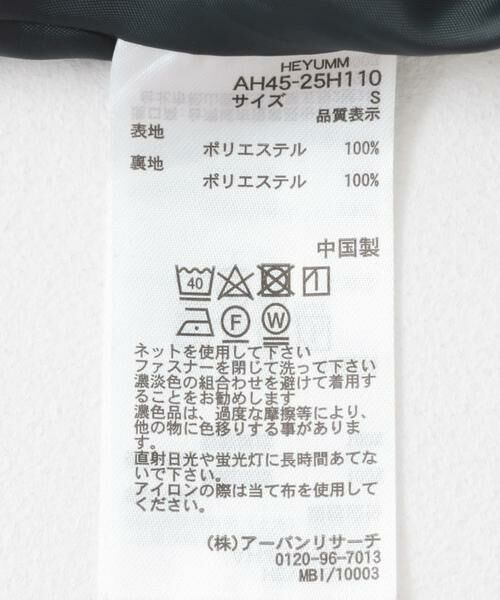 HEYUMM
AH45-25H110
サイズ S
品質表示
表地
ポリエステル 100%
裏地
ポリエステル 100%
中国製
40
F W
ネットを使用して下さい
ファスナーを閉じて洗って下さい
濃淡色の組合わせを避けて着用す
ることをお勧めします
濃色品は、過度な摩擦等により、
他の物に色移りする事がありま
す。
直射日光や蛍光灯に長時間あてな
いで下さい。
アイロンの際は当て布を使用して
ください。
(株)アーバンリサーチ
0120-96-7013
MBI/10003